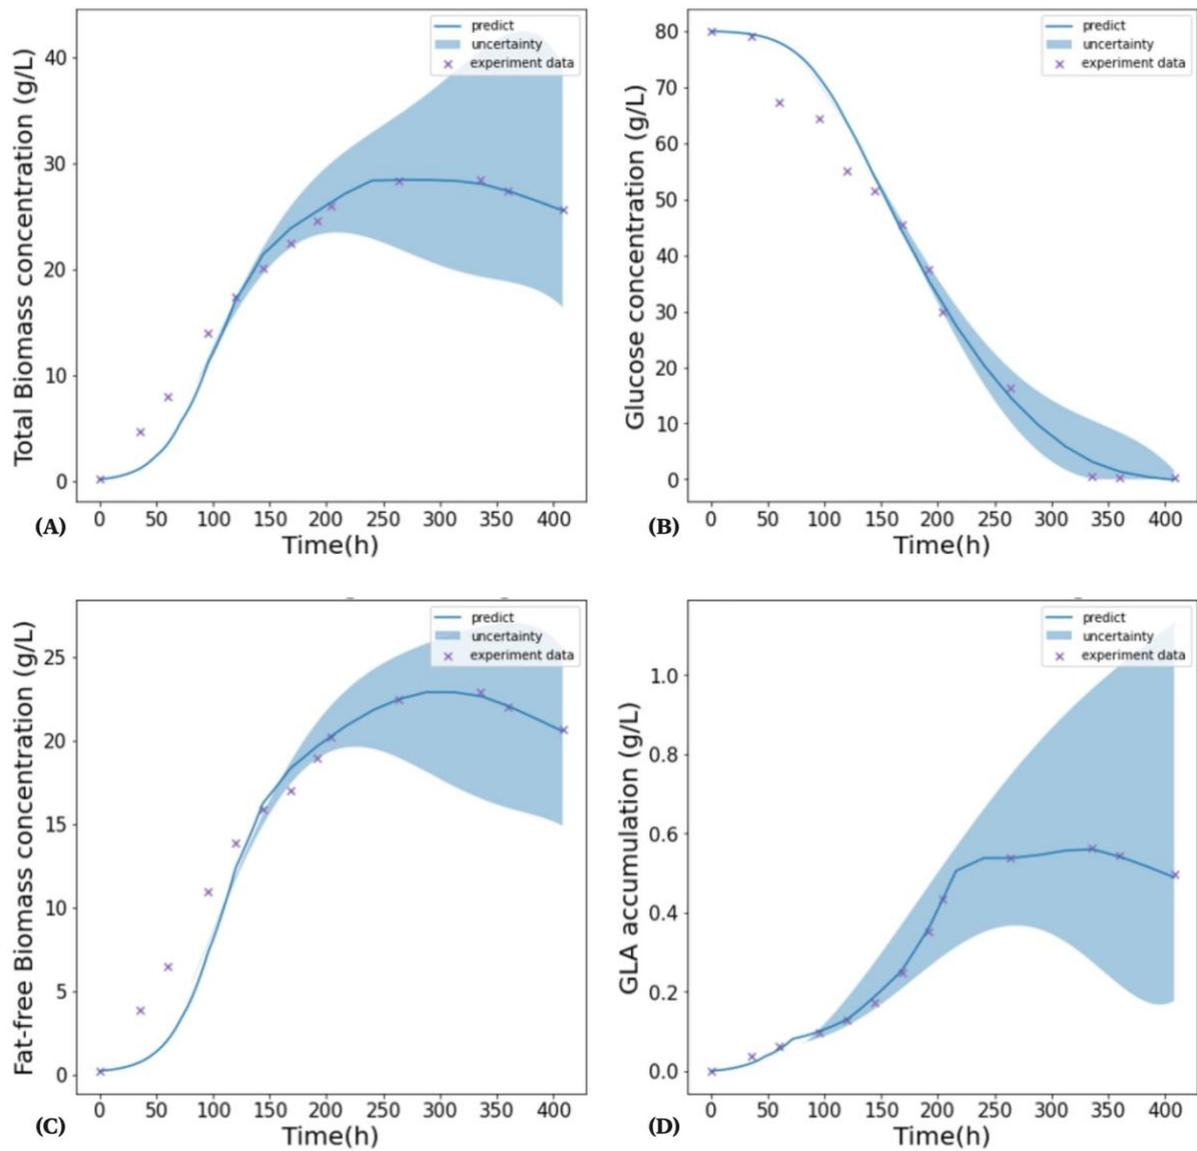 Total Biomass concentration (g/L)
40
30
20
10
0
predict
uncertainty
experiment data
0 50 100 150 200 250 300 350 400
Time(h)
(A)
Glucose concentration (g/L)
80
70
60
50
40
30
20
10
0
predict
uncertainty
experiment data
0 50 100 150 200 250 300 350 400
Time(h)
(B)
Fat-free Biomass concentration (g/L)
25
20
15
10
5
0
predict
uncertainty
experiment data
0 50 100 150 200 250 300 350 400
Time(h)
(C)
GLA accumulation (g/L)
1.0
0.8
0.6
0.4
0.2
0.0
predict
uncertainty
experiment data
0 50 100 150 200 250 300 350 400
Time(h)
(D)